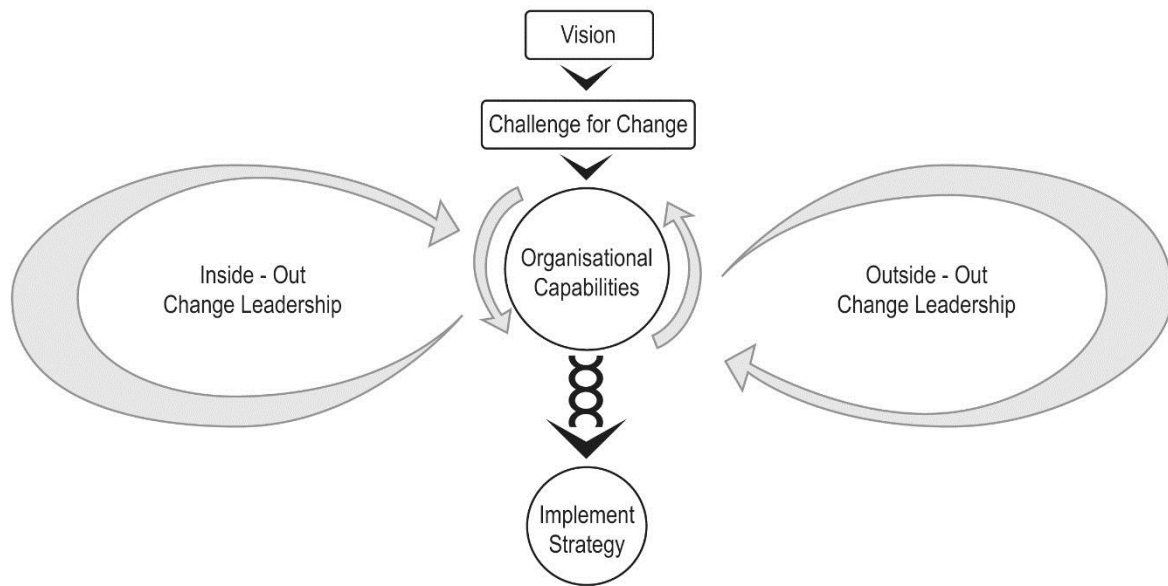 Vision
Challenge for Change
Organisational
Capabilities
Inside - Out
Change Leadership
Outside - Out
Change Leadership
Implement
Strategy